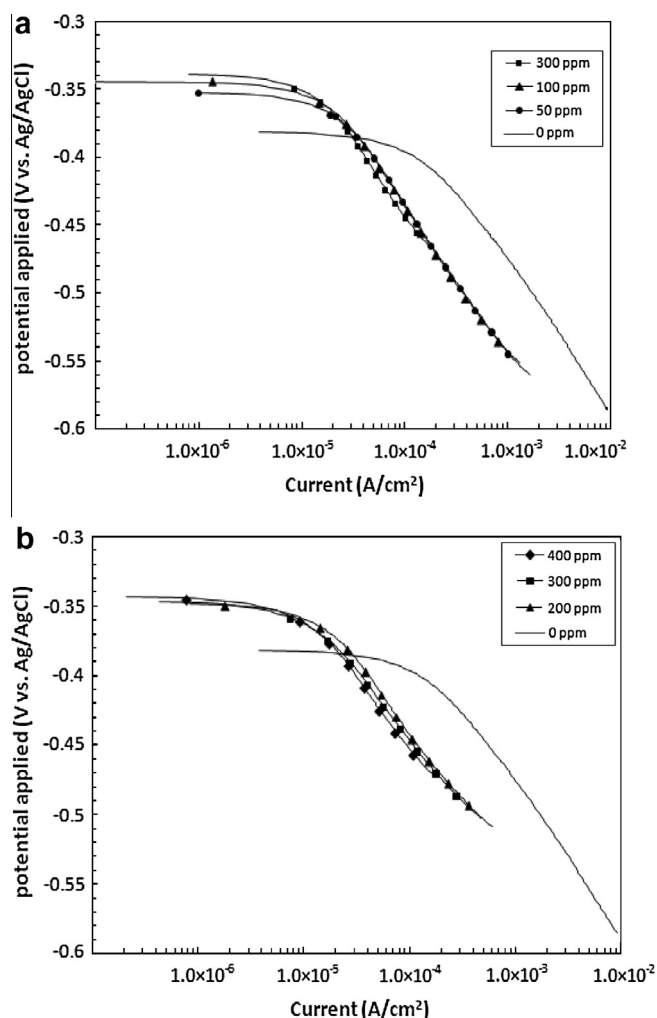 a
-0.3
-0.35
-0.4
-0.45
-0.5
-0.55
-0.6
potential applied (V vs. Ag/AgCl)
300 ppm
100 ppm
50 ppm
0 ppm
1.0×10⁻⁶ 1.0×10⁻⁵ 1.0×10⁻⁴ 1.0×10⁻³ 1.0×10⁻²
Current (A/cm²)
b
-0.3
-0.35
-0.4
-0.45
-0.5
-0.55
-0.6
potential applied (V vs. Ag/AgCl)
400 ppm
300 ppm
200 ppm
0 ppm
1.0×10⁻⁶ 1.0×10⁻⁵ 1.0×10⁻⁴ 1.0×10⁻³ 1.0×10⁻²
Current (A/cm²)